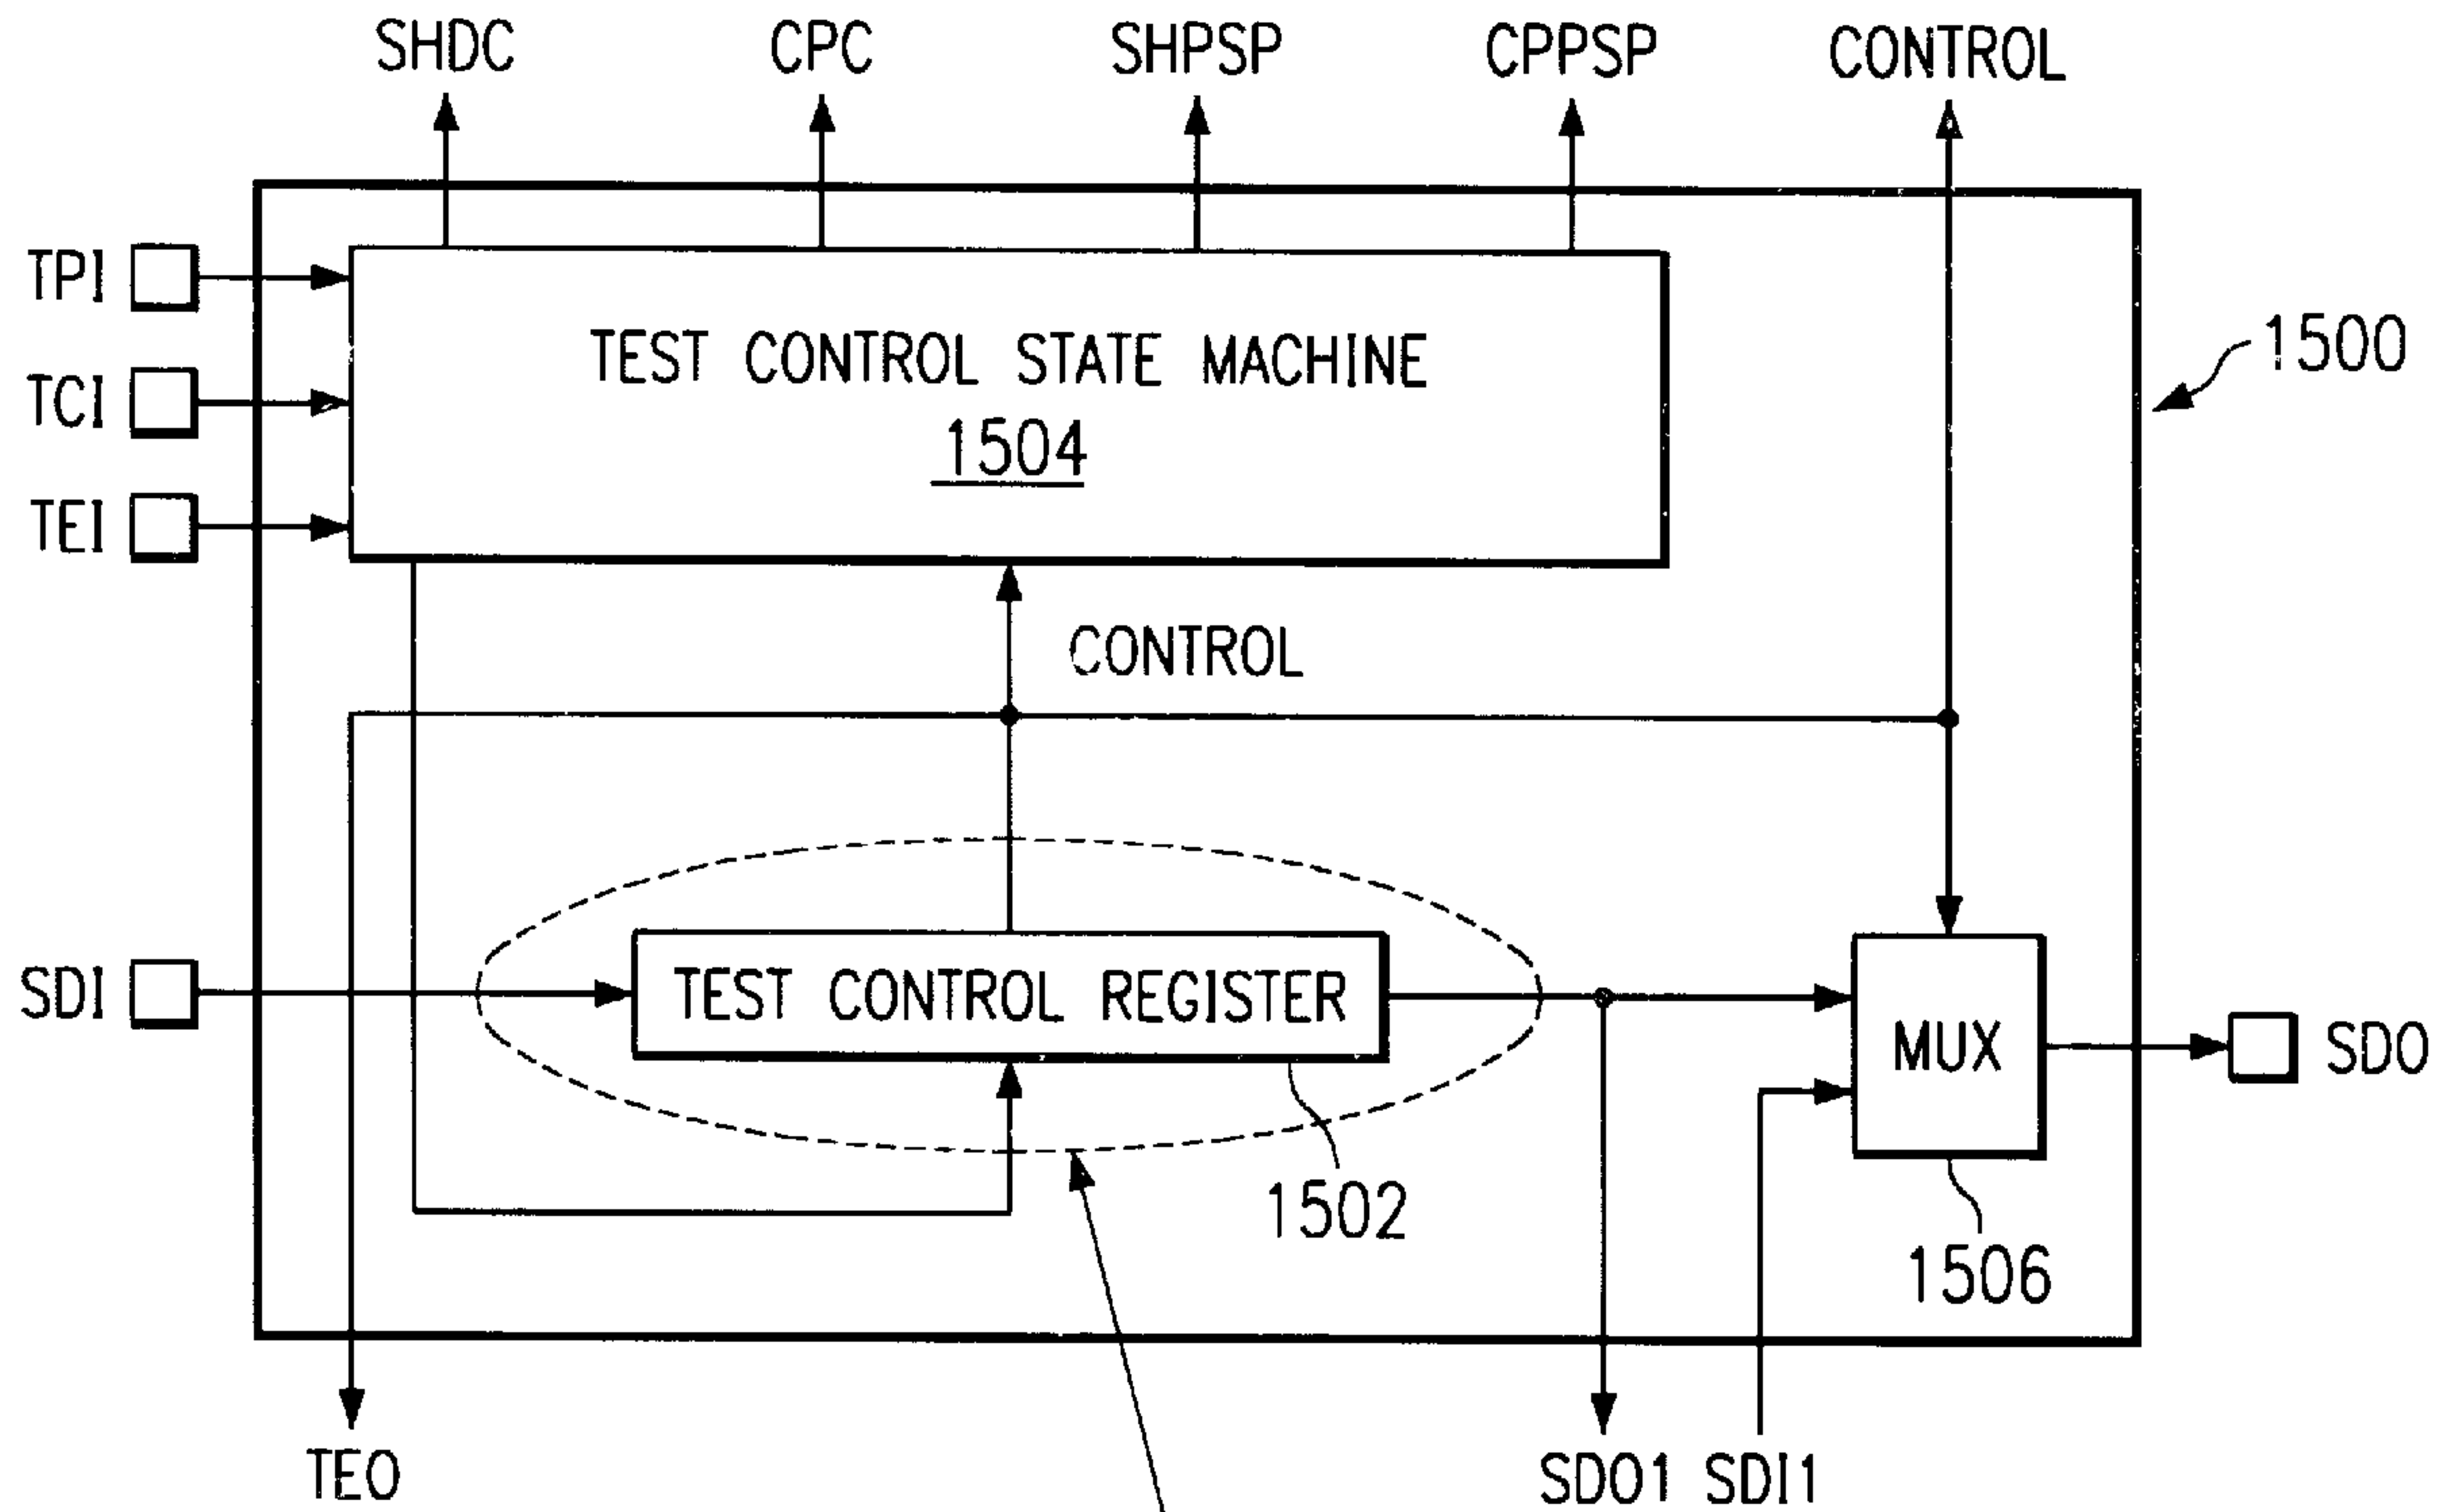 SHDC
CPC
SHPSP
CPPSP
CONTROL
TPI
TCI
TEI
TEST CONTROL STATE MACHINE
1504
1500
CONTROL
SDI
TEST CONTROL REGISTER
MUX
SDO
1502
1506
TEO
SDO1
SDI1